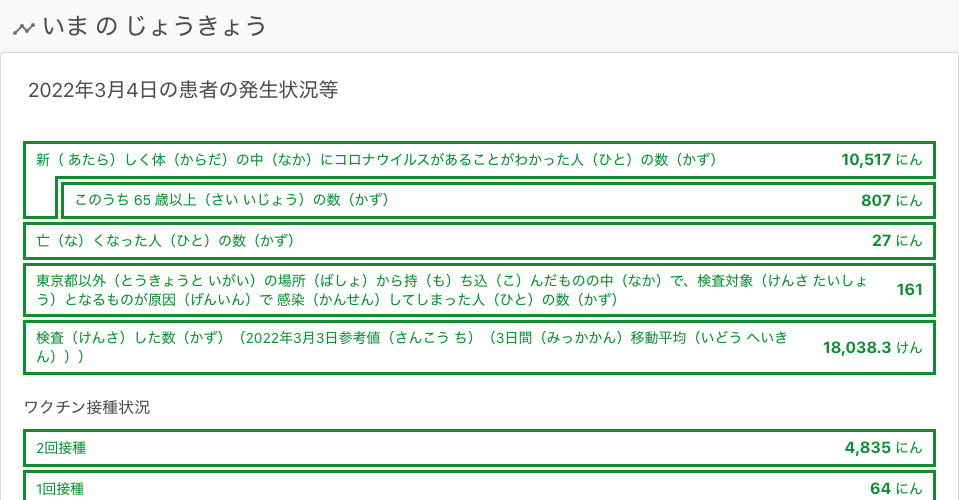 いま の じょうきょう
2022年3月4日の患者の発生状況等
新（ あたら）しく体（からだ）の中（なか）にコロナウイルスがあることがわかった人（ひと）の数（かず）
10,517 にん
このうち 65 歳以上（さい いじょう）の数（かず）
807 にん
亡（な）くなった人（ひと）の数（かず）
27 にん
東京都以外（とうきょうと いがい）の場所（ばしょ）から持（も）ち込（こ）んだものの中（なか）で、検査対象（けんさ たいしょ
う）となるものが原因（げんいん）で 感染（かんせん）してしまった人（ひと）の数（かず）
161
検査（けんさ）した数（かず）（2022年3月3日参考値（さんこう ち）（3日間（みっかかん）移動平均（いどう へいき
ん）））
18,038.3 けん
ワクチン接種状況
2回接種
4,835 にん
1回接種
64 にん